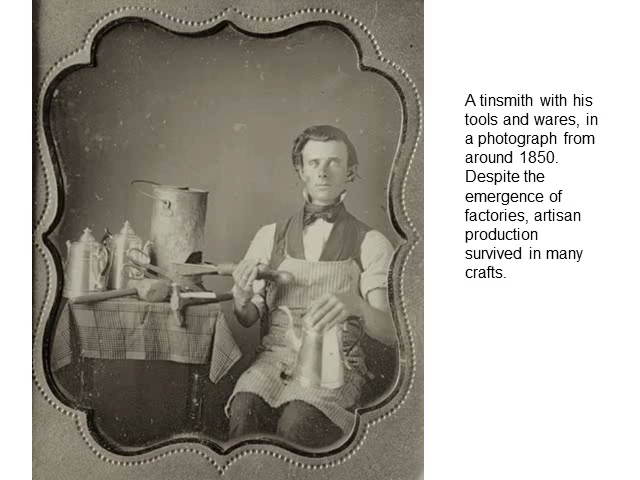 A tinsmith with his
tools and wares, in
a photograph from
around 1850.
Despite the
emergence of
factories, artisan
production
survived in many
crafts.